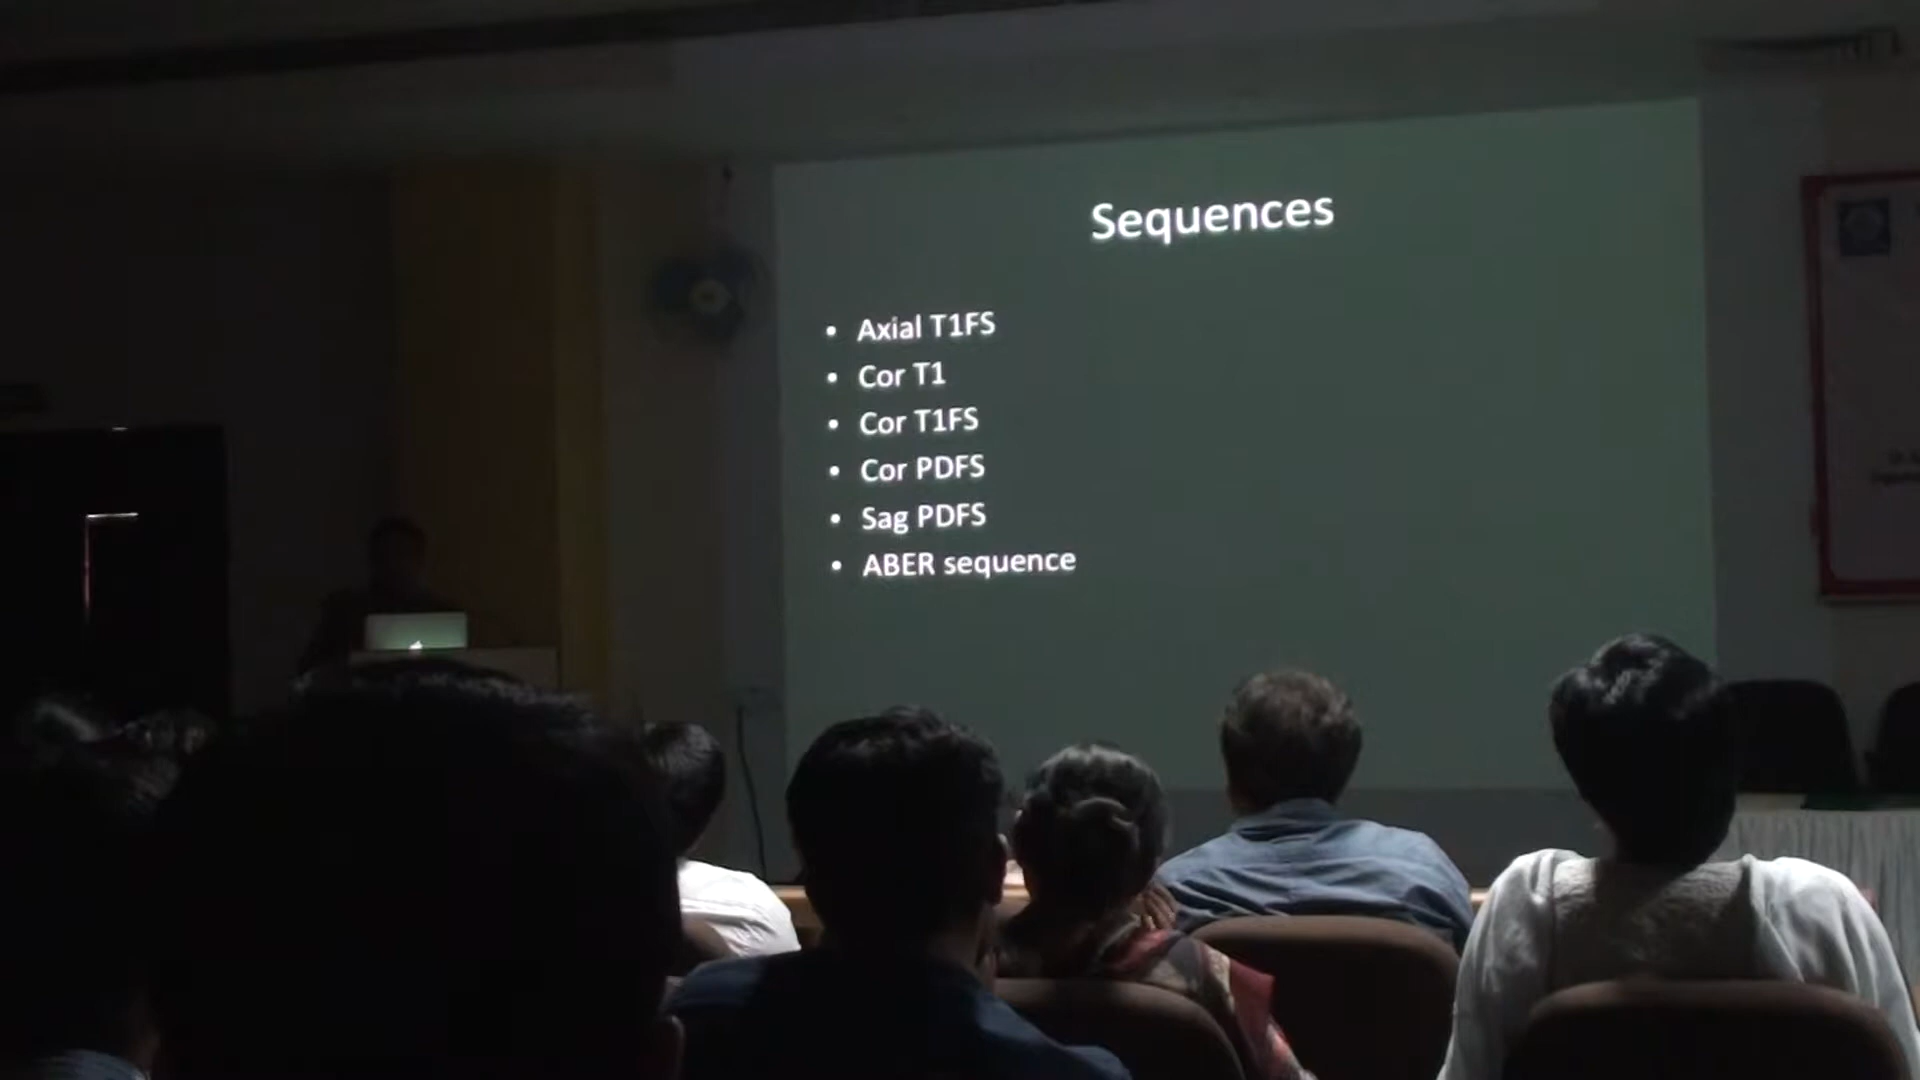 Sequences
• Axial T1FS
• Cor T1
• Cor T1FS
• Cor PDFS
• Sag PDFS
• ABER sequence